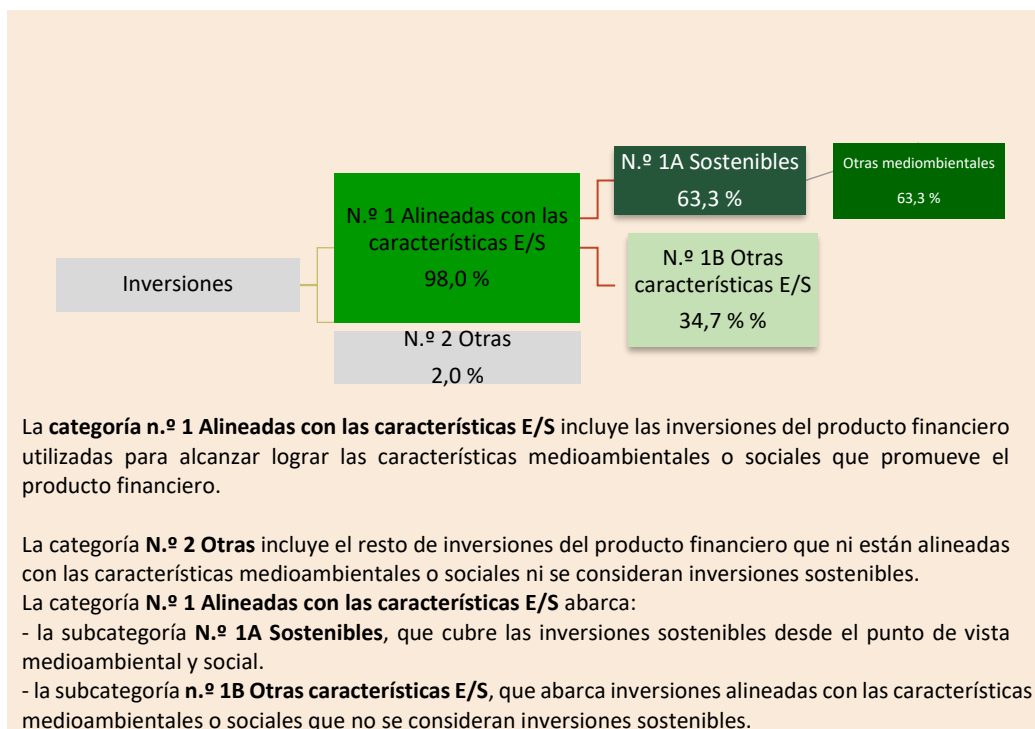 Inversiones
N.º 1 Alineadas con las
características E/S
98,0 %
N.º 2 Otras
2,0 %
N.º 1A Sostenibles
63,3 %
Otras mediombientales
63,3 %
N.º 1B Otras
características E/S
34,7 % %
La categoría n.º 1 Alineadas con las características E/S incluye las inversiones del producto financiero
utilizadas para alcanzar lograr las características medioambientales o sociales que promueve el
producto financiero.
La categoría N.º 2 Otras incluye el resto de inversiones del producto financiero que ni están alineadas
con las características medioambientales o sociales ni se consideran inversiones sostenibles.
La categoría N.º 1 Alineadas con las características E/S abarca:
- la subcategoría N.º 1A Sostenibles, que cubre las inversiones sostenibles desde el punto de vista
medioambiental y social.
- la subcategoría n.º 1B Otras características E/S, que abarca inversiones alineadas con las características
medioambientales o sociales que no se consideran inversiones sostenibles.